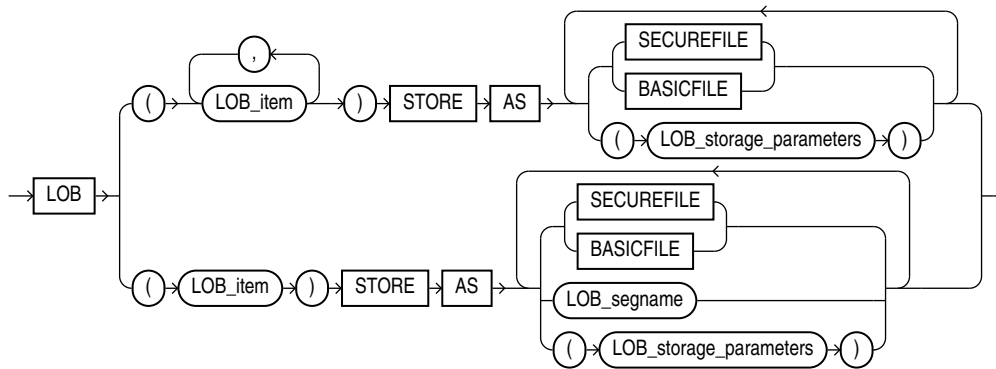 ,
SECUREFILE
BASICFILE
( LOB_item ) STORE AS
( LOB_storage_parameters )
LOB
SECUREFILE
BASICFILE
( LOB_item ) STORE AS
LOB_segname
( LOB_storage_parameters )